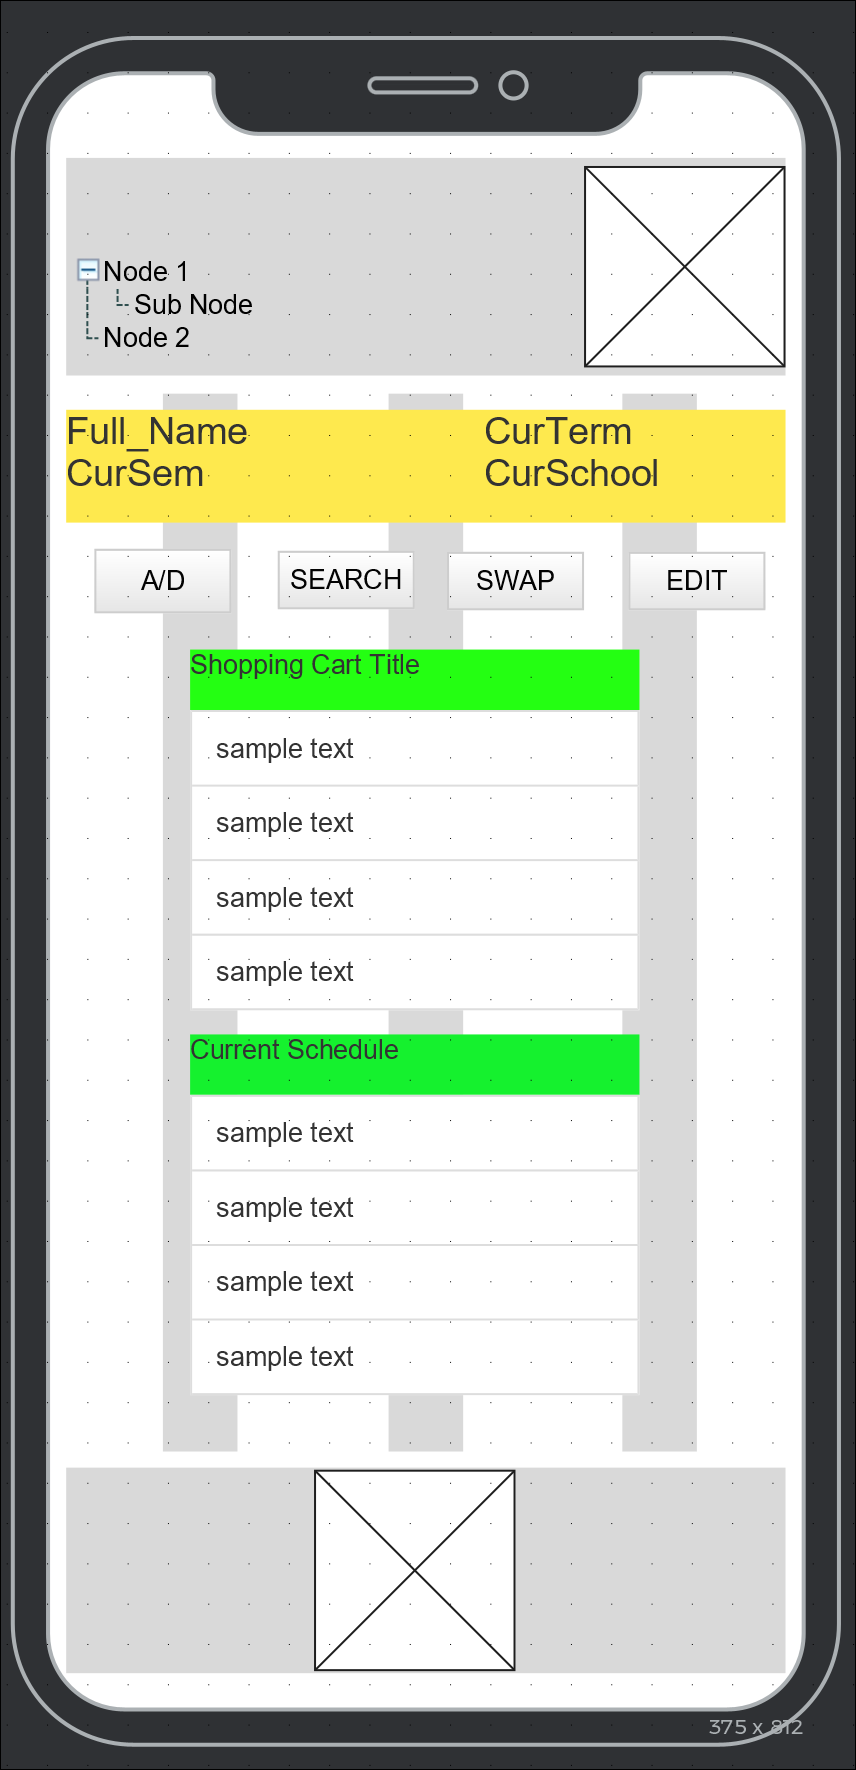 Node 1
Sub Node
Node 2
Full_Name CurTerm
CurSem CurSchool
A/D SEARCH SWAP EDIT
Shopping Cart Title
sample text
sample text
sample text
sample text
Current Schedule
sample text
sample text
sample text
sample text
375 x 812